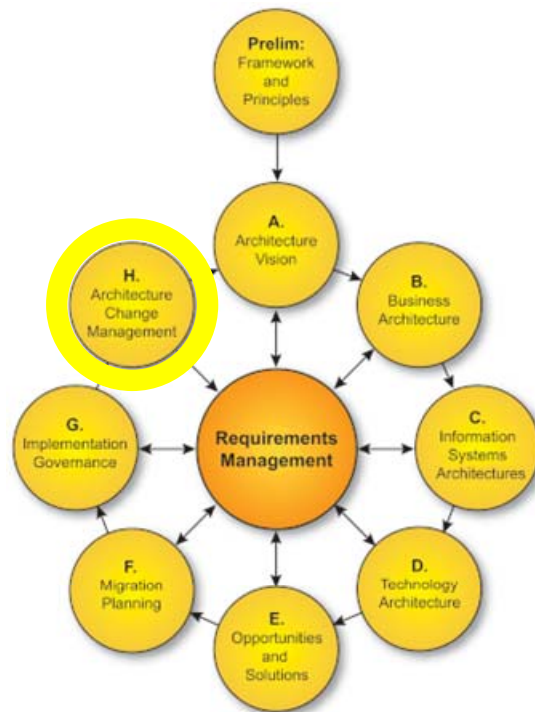 Prelim:
Framework
and
Principles
A.
Architecture
Vision
H.
Architecture
Change
Management
B.
Business
Architecture
G.
Implementation
Governance
Requirements
Management
C.
Information
Systems
Architectures
F.
Migration
Planning
D.
Technology
Architecture
E.
Opportunities
and
Solutions